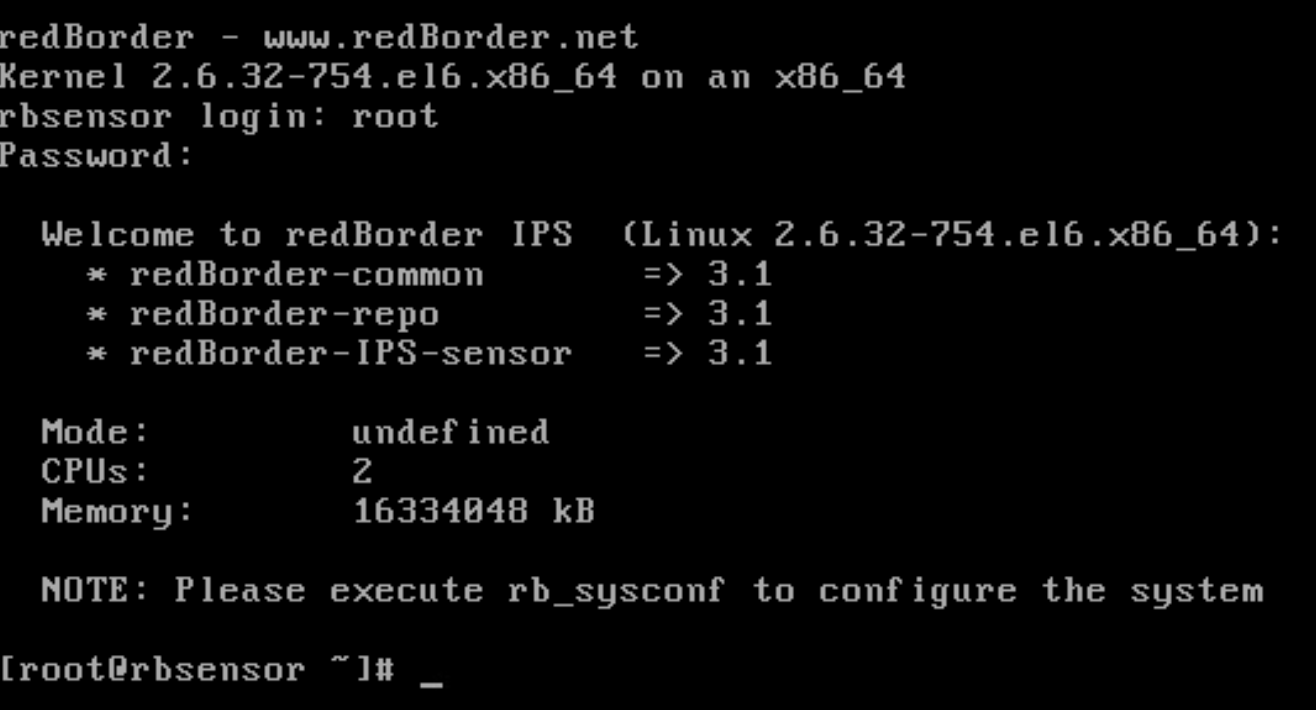 redBorder - www.redBorder.net
Kernel 2.6.32-754.el6.x86_64 on an x86_64
rbsensor login: root
Password:
Welcome to redBorder IPS (Linux 2.6.32-754.el6.x86_64):
* redBorder-common => 3.1
* redBorder-repo => 3.1
* redBorder-IPS-sensor => 3.1
Mode: undefined
CPUs: 2
Memory: 16334048 kB
NOTE: Please execute rb_sysconf to configure the system
[root@rbsensor ~]# _